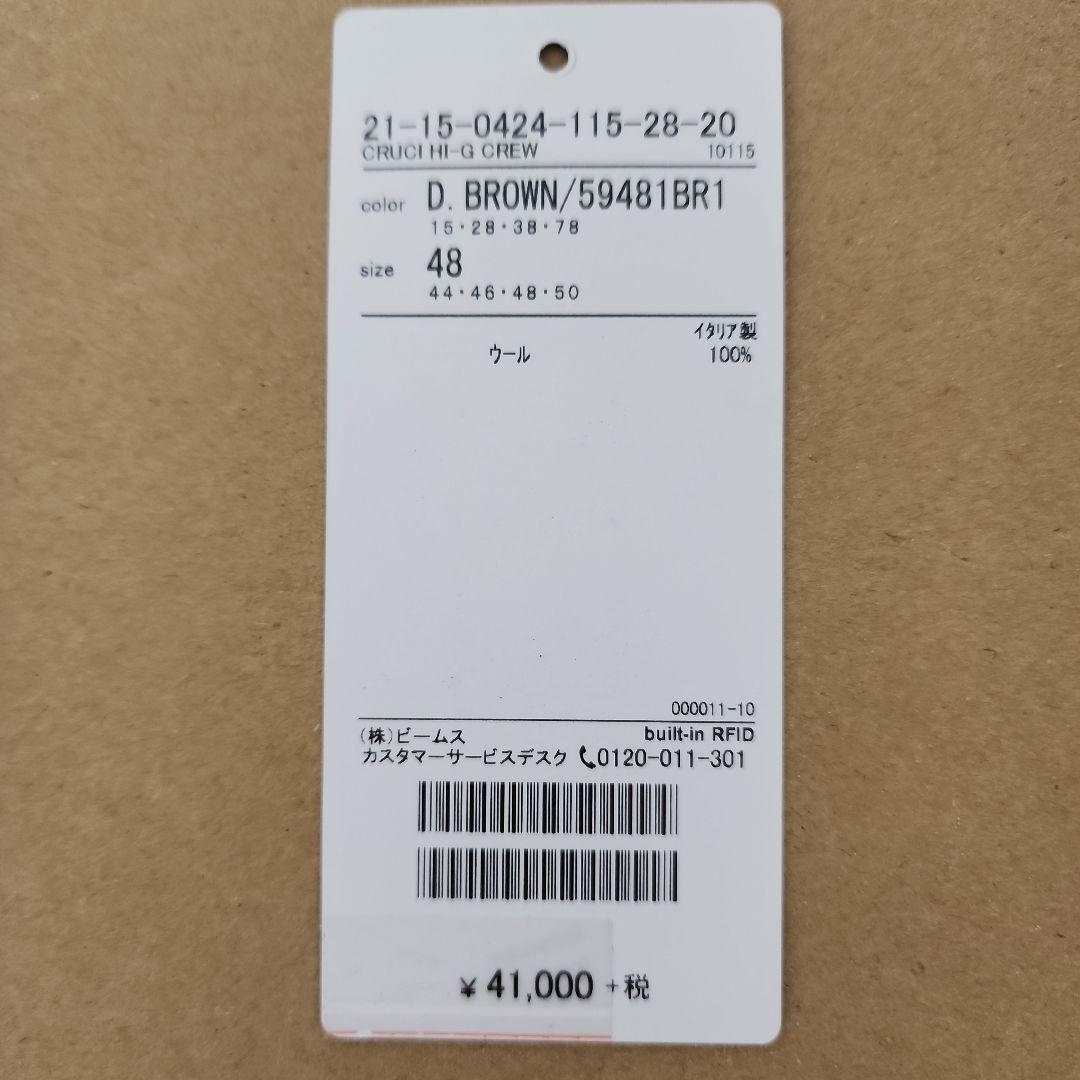 21-15-0424-115-28-20
CRUCI HI-G CREW 10115
color D. BROWN/59481BR1
15・28・38・78
size 48
44・46・48・50
イタリア製
ウール 100%
000011-10
(株)ビームス built-in RFID
カスタマーサービスデスク 0120-011-301
¥41,000 +税